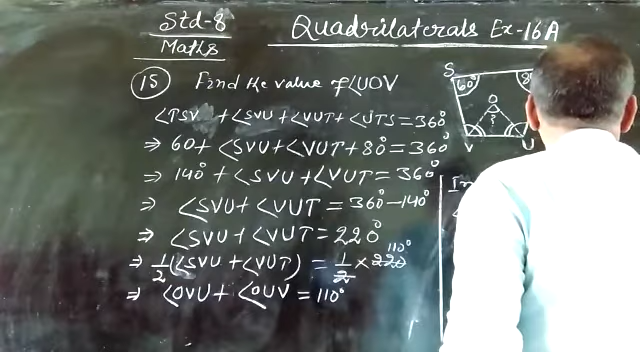 Std-8
Maths
Quadrilaterals Ex-16A
15 Find the value of ∠UOV
∠TSV + ∠SVU + ∠VUT + ∠UTS = 360°
⇒ 60 + ∠SVU + ∠VUT + 80° = 360°
⇒ 140° + ∠SVU + ∠VUT = 360°
⇒ ∠SVU + ∠VUT = 360° - 140°
⇒ ∠SVU + ∠VUT = 220°
⇒ 1/2 (∠SVU + ∠VUT) = 1/2 × 220 110°
⇒ ∠OVU + ∠OUV = 110°
S
60°
O
?
V U